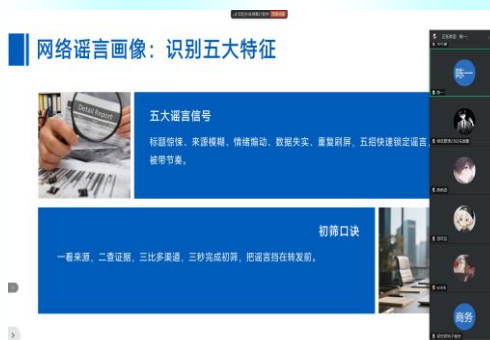 网络谣言画像：识别五大特征
Detail Report
五大谣言信号
标题惊悚、来源模糊、情绪煽动、数据失实、重复刷屏，五招快速锁定谣言，
被带节奏。
初筛口诀
一看来源，二查证据，三比多渠道，三秒完成初筛，把谣言挡在转发前。
陈一
商务